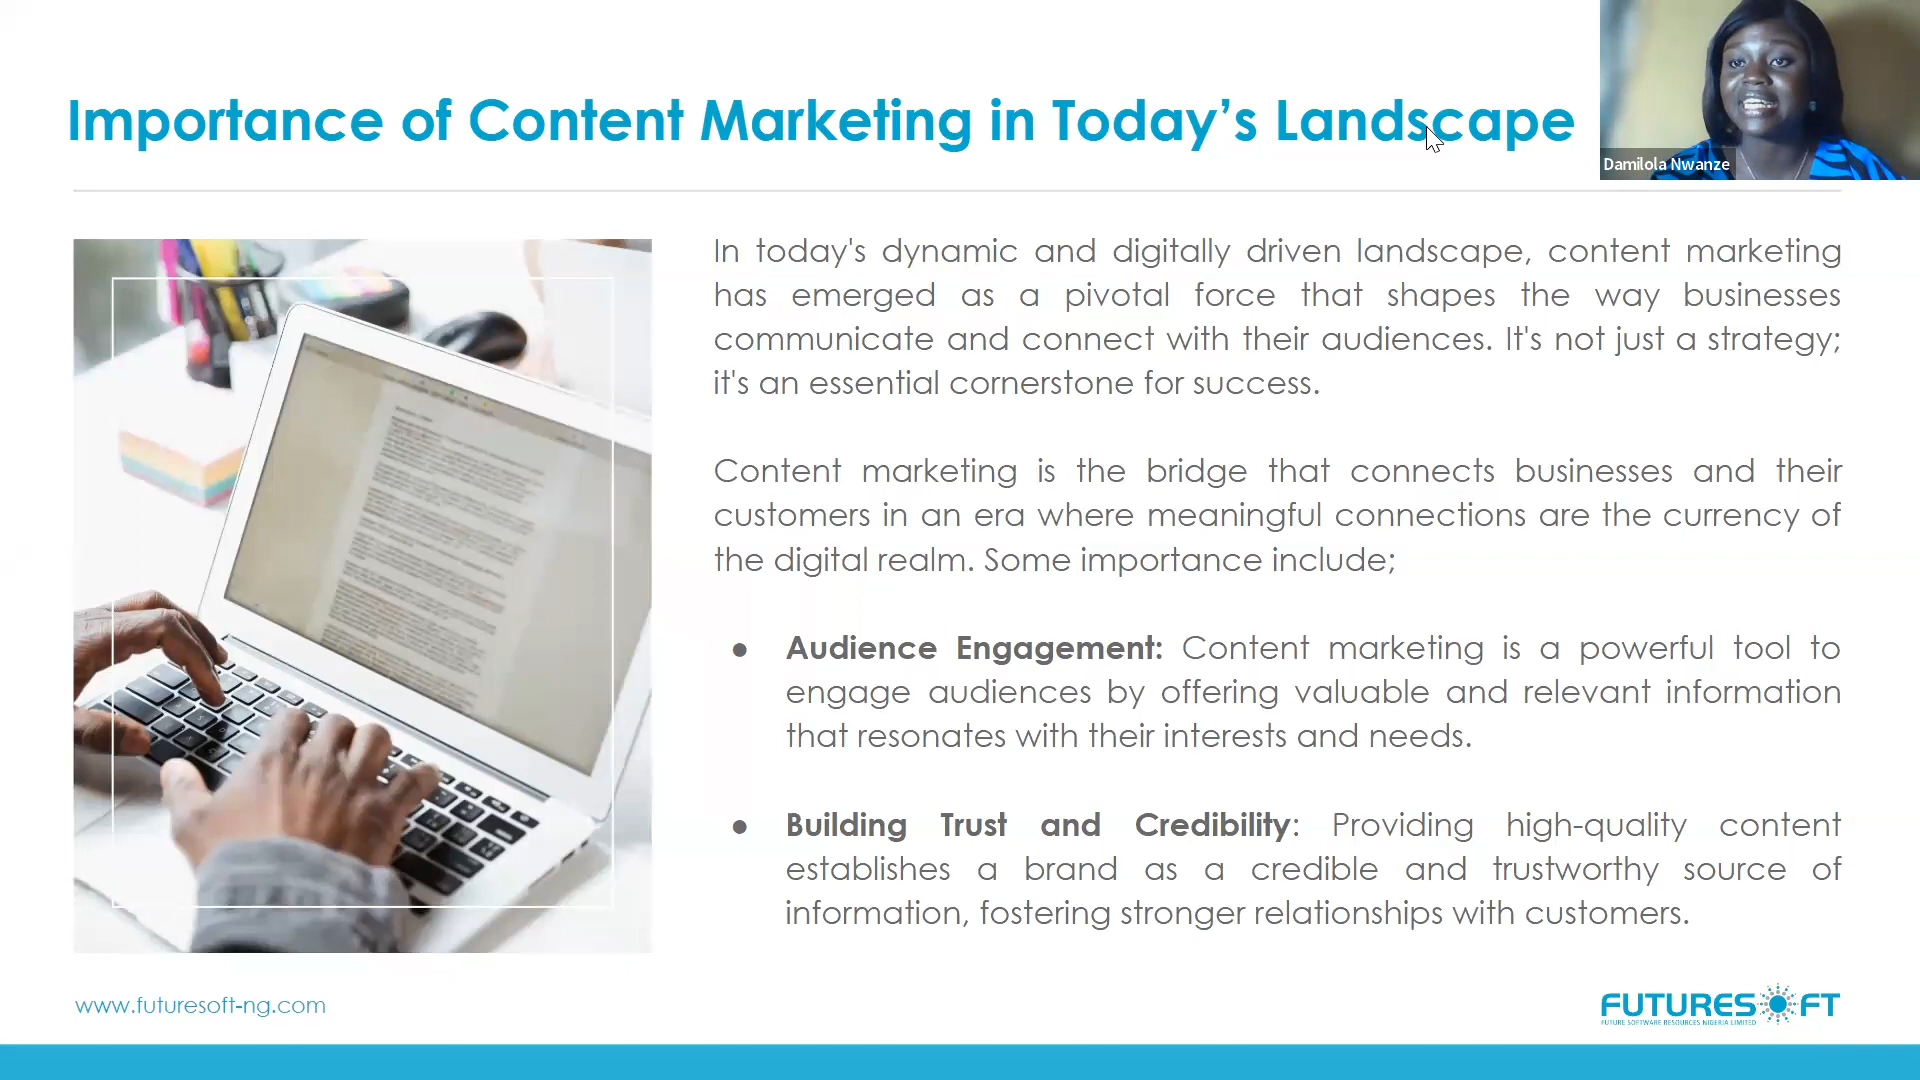 Importance of Content Marketing in Today’s Landscape
Damilola Nwanze
In today's dynamic and digitally driven landscape, content marketing
has emerged as a pivotal force that shapes the way businesses
communicate and connect with their audiences. It's not just a strategy;
it's an essential cornerstone for success.
Content marketing is the bridge that connects businesses and their
customers in an era where meaningful connections are the currency of
the digital realm. Some importance include;
● Audience Engagement: Content marketing is a powerful tool to
engage audiences by offering valuable and relevant information
that resonates with their interests and needs.
● Building Trust and Credibility: Providing high-quality content
establishes a brand as a credible and trustworthy source of
information, fostering stronger relationships with customers.
www.futuresoft-ng.com
FUTURESOFT
FUTURE SOFTWARE RESOURCES NIGERIA LIMITED